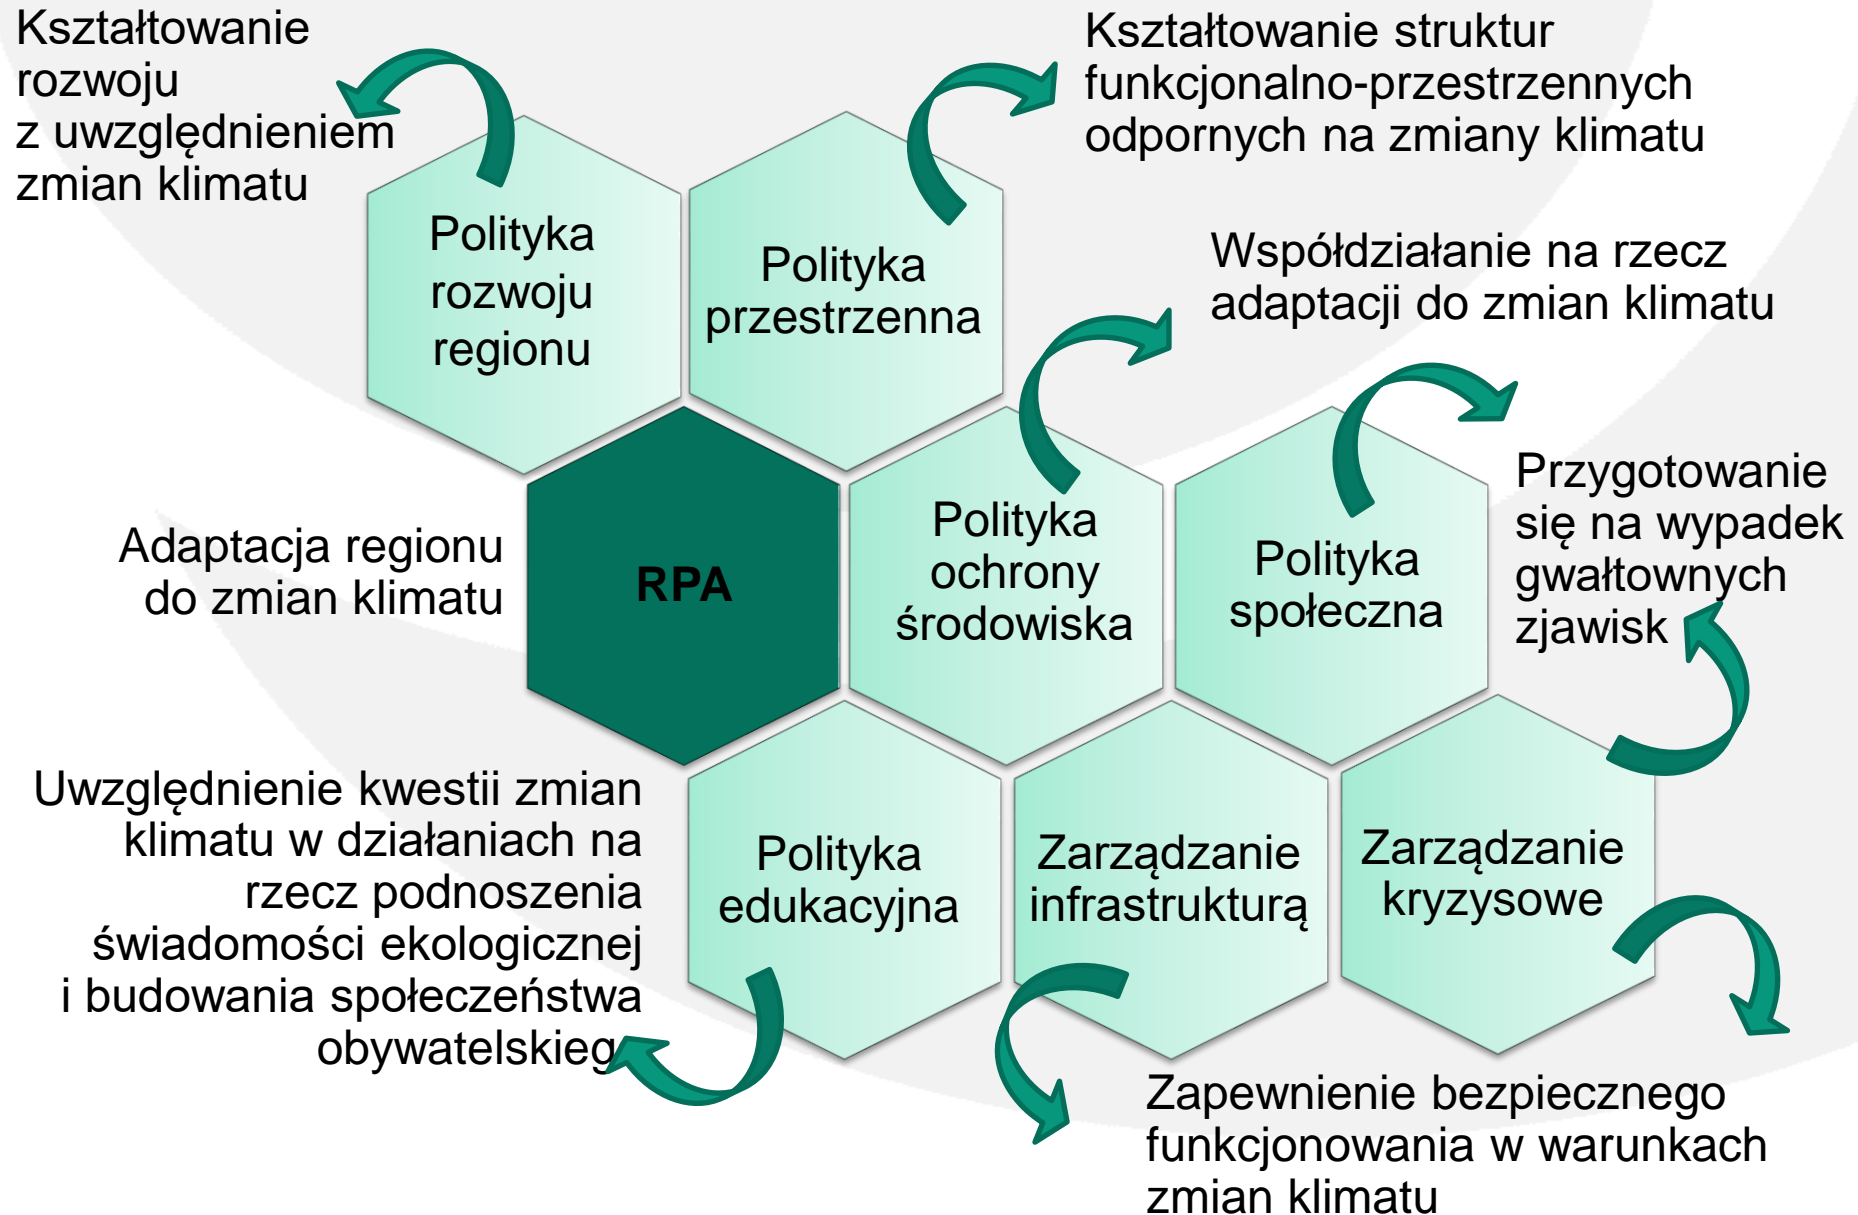 Kształtowanie
rozwoju
z uwzględnieniem
zmian klimatu
Kształtowanie struktur
funkcjonalno-przestrzennych
odpornych na zmiany klimatu
Polityka
rozwoju
regionu
Polityka
przestrzenna
Współdziałanie na rzecz
adaptacji do zmian klimatu
Adaptacja regionu
do zmian klimatu
RPA
Polityka
ochrony
środowiska
Polityka
społeczna
Przygotowanie
się na wypadek
gwałtownych
zjawisk
Uwzględnienie kwestii zmian
klimatu w działaniach na
rzecz podnoszenia
świadomości ekologicznej
i budowania społeczeństwa
obywatelskieg
Polityka
edukacyjna
Zarządzanie
infrastrukturą
Zarządzanie
kryzysowe
Zapewnienie bezpiecznego
funkcjonowania w warunkach
zmian klimatu